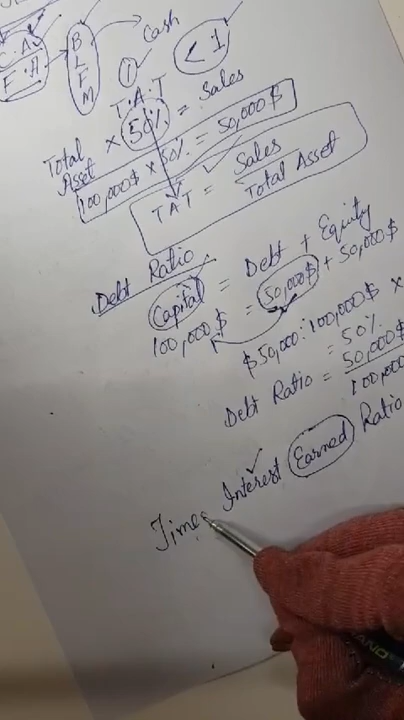 C.A
F.A
B
L
F
M
Cash
1
< 1
T.A.T
Total Asset × 50% = Sales
100,000$ × 50% = 50,000$
TAT = Sales
Total Asset
Debt Ratio
Capital = Debt + Equity
100,000$ = 50,000$ + 50,000$
$50,000:100,000$ ×
= 50%
Debt Ratio = 50,000$
100,000
Times Interest Earned Ratio